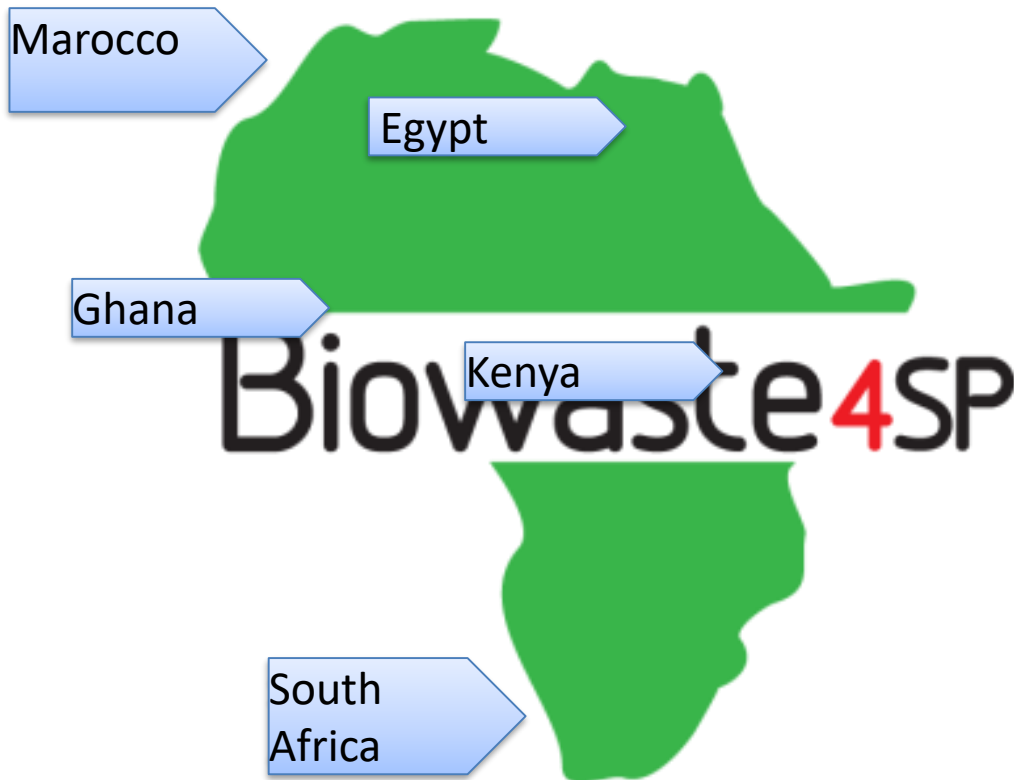 Marocco
Egypt
Ghana
Biowaste4SP
Kenya
South
Africa